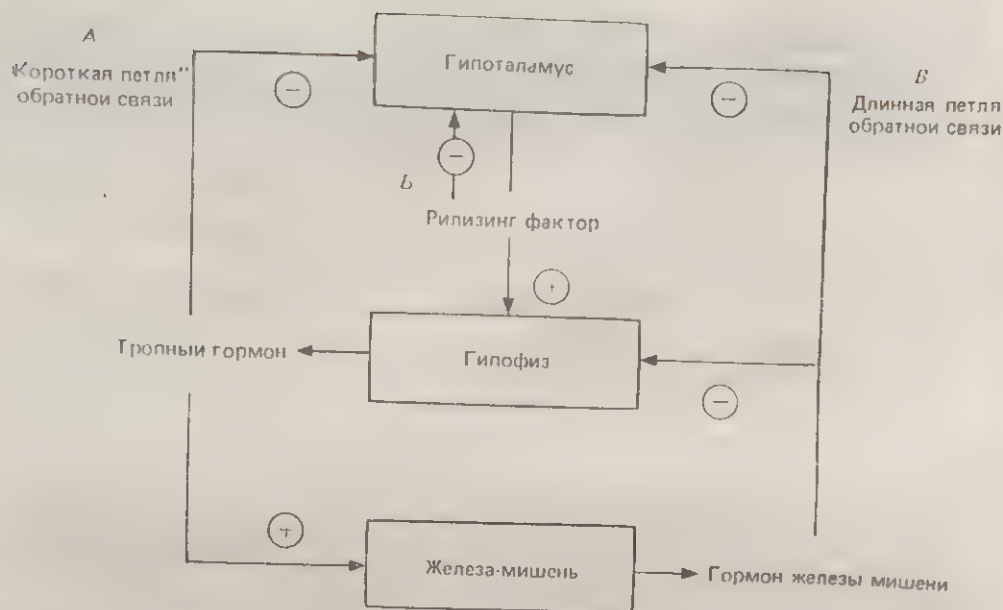 А
"Короткая петля"
обратной связи
Гипоталамус
В
Длинная петля
обратной связи
−
−
−
Б
Рилизинг фактор
+
Тропный гормон
Гипофиз
−
+
Железа-мишень
Гормон железы мишени